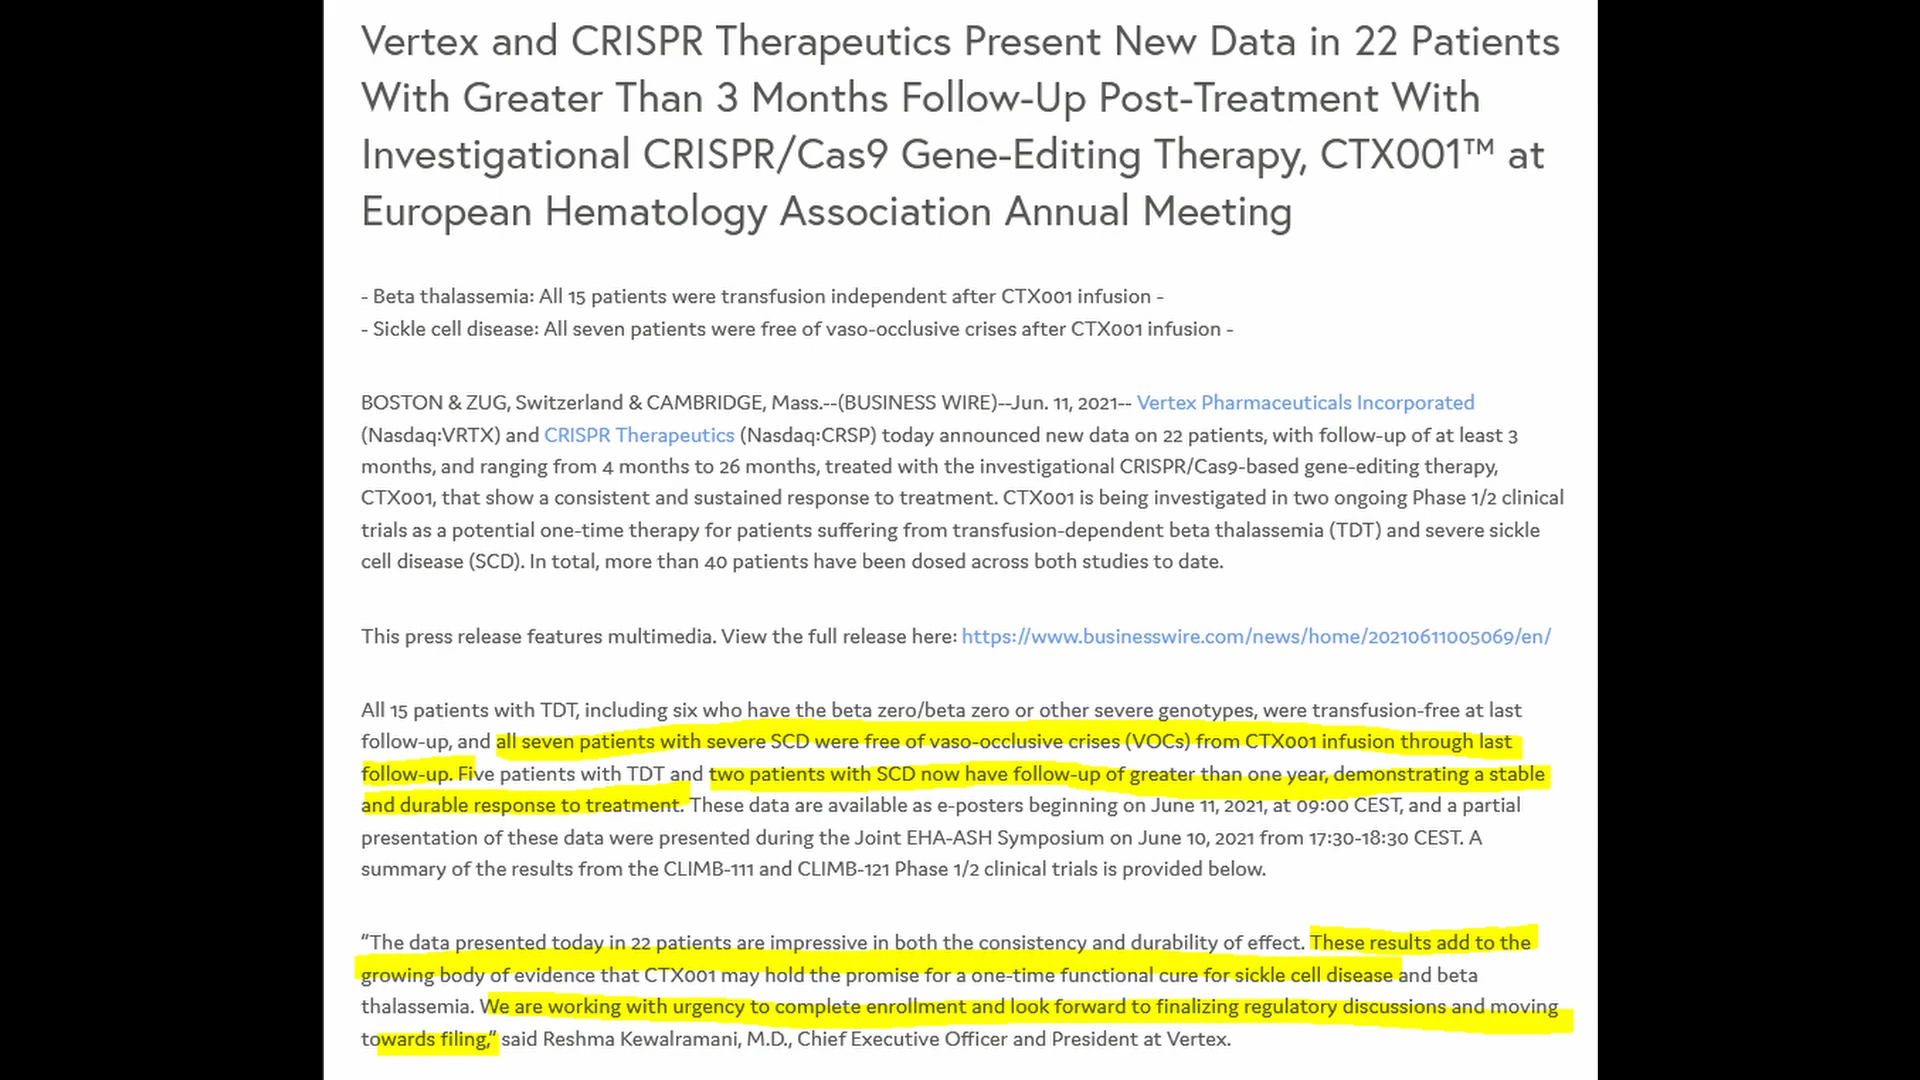 Vertex and CRISPR Therapeutics Present New Data in 22 Patients
With Greater Than 3 Months Follow-Up Post-Treatment With
Investigational CRISPR/Cas9 Gene-Editing Therapy, CTX001™ at
European Hematology Association Annual Meeting
- Beta thalassemia: All 15 patients were transfusion independent after CTX001 infusion -
- Sickle cell disease: All seven patients were free of vaso-occlusive crises after CTX001 infusion -
BOSTON & ZUG, Switzerland & CAMBRIDGE, Mass.--(BUSINESS WIRE)--Jun. 11, 2021-- Vertex Pharmaceuticals Incorporated
(Nasdaq:VRTX) and CRISPR Therapeutics (Nasdaq:CRSP) today announced new data on 22 patients, with follow-up of at least 3
months, and ranging from 4 months to 26 months, treated with the investigational CRISPR/Cas9-based gene-editing therapy,
CTX001, that show a consistent and sustained response to treatment. CTX001 is being investigated in two ongoing Phase 1/2 clinical
trials as a potential one-time therapy for patients suffering from transfusion-dependent beta thalassemia (TDT) and severe sickle
cell disease (SCD). In total, more than 40 patients have been dosed across both studies to date.
This press release features multimedia. View the full release here: https://www.businesswire.com/news/home/20210611005069/en/
All 15 patients with TDT, including six who have the beta zero/beta zero or other severe genotypes, were transfusion-free at last
follow-up, and all seven patients with severe SCD were free of vaso-occlusive crises (VOCs) from CTX001 infusion through last
follow-up. Five patients with TDT and two patients with SCD now have follow-up of greater than one year, demonstrating a stable
and durable response to treatment. These data are available as e-posters beginning on June 11, 2021, at 09:00 CEST, and a partial
presentation of these data were presented during the Joint EHA-ASH Symposium on June 10, 2021 from 17:30-18:30 CEST. A
summary of the results from the CLIMB-111 and CLIMB-121 Phase 1/2 clinical trials is provided below.
“The data presented today in 22 patients are impressive in both the consistency and durability of effect. These results add to the
growing body of evidence that CTX001 may hold the promise for a one-time functional cure for sickle cell disease and beta
thalassemia. We are working with urgency to complete enrollment and look forward to finalizing regulatory discussions and moving
towards filing,” said Reshma Kewalramani, M.D., Chief Executive Officer and President at Vertex.